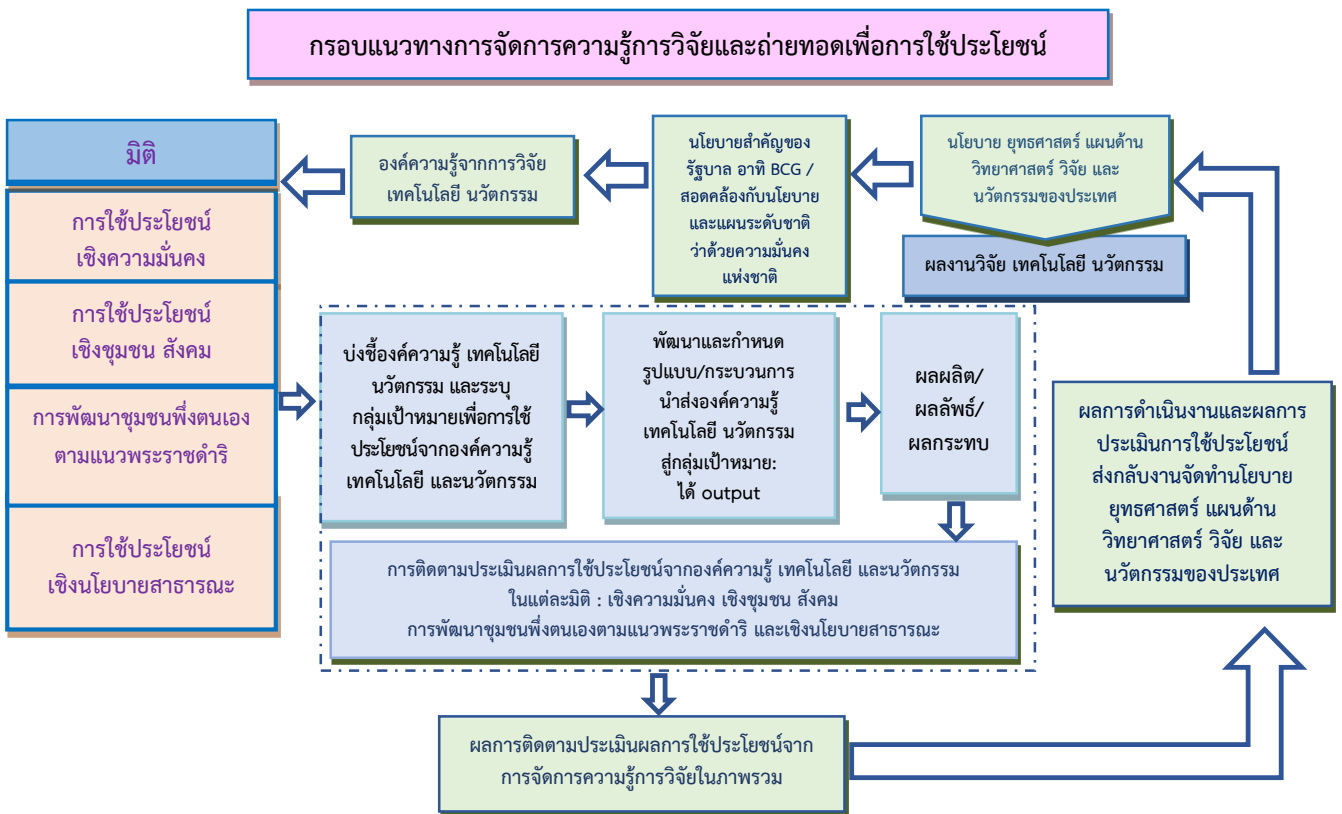 กรอบแนวทางการจัดการความรู้การวิจัยและถ่ายทอดเพื่อการใช้ประโยชน์
มิติ
การใช้ประโยชน์
เชิงความมั่นคง
การใช้ประโยชน์
เชิงชุมชน สังคม
การพัฒนาชุมชนพึ่งตนเอง
ตามแนวพระราชดำริ
การใช้ประโยชน์
เชิงนโยบายสาธารณะ
องค์ความรู้จากการวิจัย
เทคโนโลยี นวัตกรรม
นโยบายสำคัญของ
รัฐบาล อาทิ BCG /
สอดคล้องกับนโยบาย
และแผนระดับชาติ
ว่าด้วยความมั่นคง
แห่งชาติ
นโยบาย ยุทธศาสตร์ แผนด้าน
วิทยาศาสตร์ วิจัย และ
นวัตกรรมของประเทศ
ผลงานวิจัย เทคโนโลยี นวัตกรรม
บ่งชี้องค์ความรู้ เทคโนโลยี
นวัตกรรม และระบุ
กลุ่มเป้าหมายเพื่อการใช้
ประโยชน์จากองค์ความรู้
เทคโนโลยี และนวัตกรรม
พัฒนาและกำหนด
รูปแบบ/กระบวนการ
นำส่งองค์ความรู้
เทคโนโลยี นวัตกรรม
สู่กลุ่มเป้าหมาย:
ได้ output
ผลผลิต/
ผลลัพธ์/
ผลกระทบ
การติดตามประเมินผลการใช้ประโยชน์จากองค์ความรู้ เทคโนโลยี และนวัตกรรม
ในแต่ละมิติ : เชิงความมั่นคง เชิงชุมชน สังคม
การพัฒนาชุมชนพึ่งตนเองตามแนวพระราชดำริ และเชิงนโยบายสาธารณะ
ผลการติดตามประเมินผลการใช้ประโยชน์จาก
การจัดการความรู้การวิจัยในภาพรวม
ผลการดำเนินงานและผลการ
ประเมินการใช้ประโยชน์
ส่งกลับงานจัดทำนโยบาย
ยุทธศาสตร์ แผนด้าน
วิทยาศาสตร์ วิจัย และ
นวัตกรรมของประเทศ